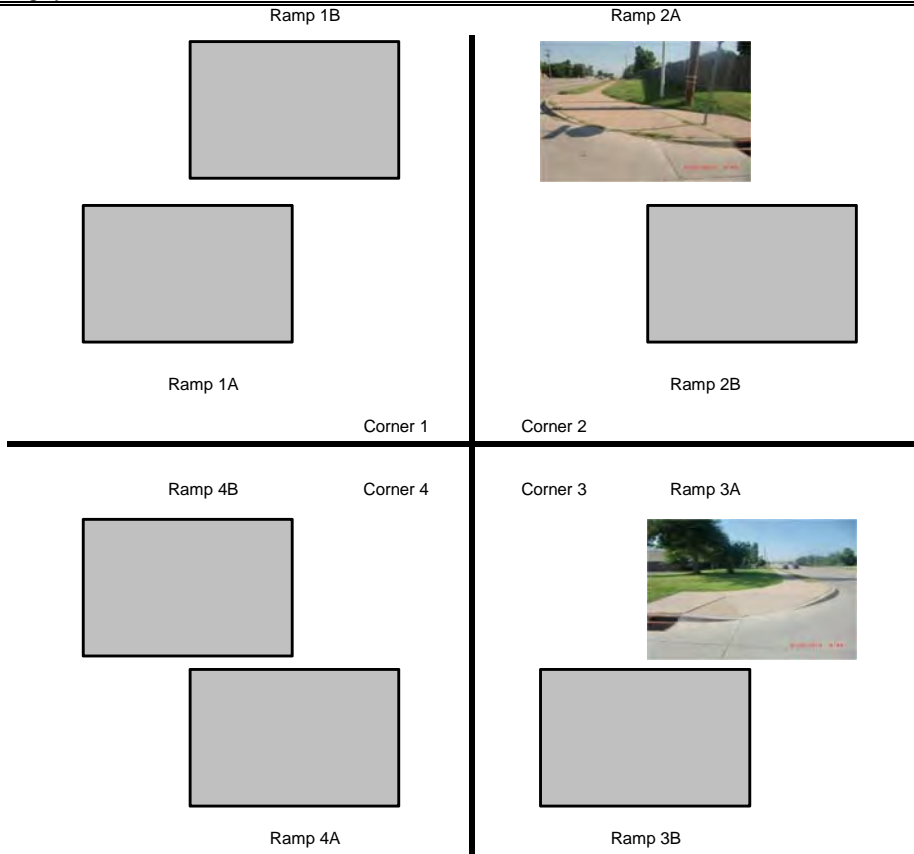 Ramp 1B
Ramp 2A
Ramp 1A
Ramp 2B
Corner 1
Corner 2
Ramp 4B
Corner 4
Corner 3
Ramp 3A
Ramp 4A
Ramp 3B